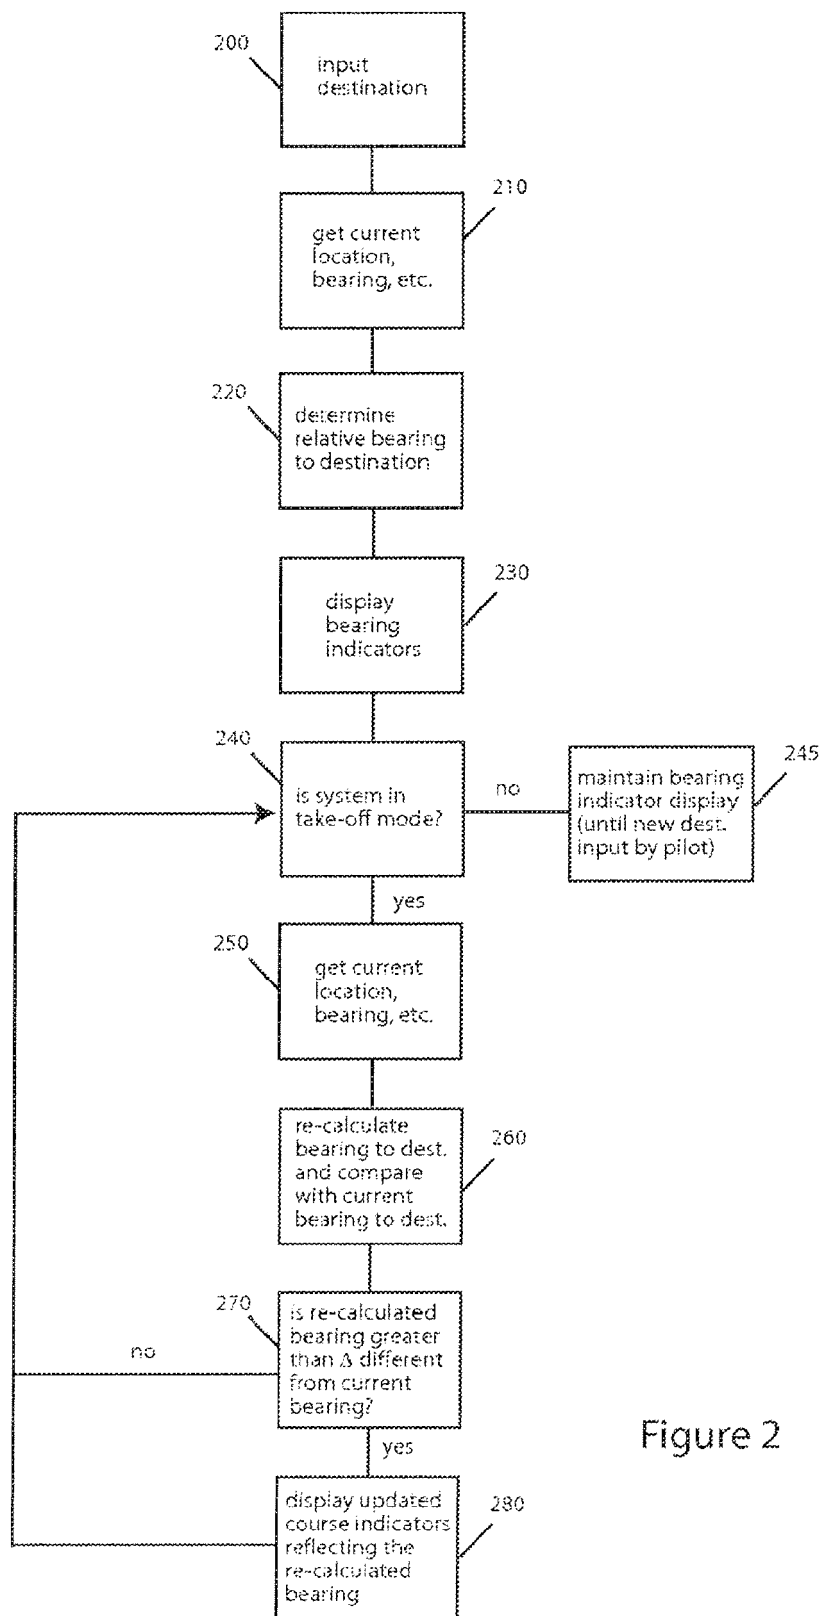 200
input
destination
210
get current
location,
bearing, etc.
220
determine
relative bearing
to destination
230
display
bearing
indicators
240
is system in
take-off mode?
no
245
maintain bearing
indicator display
(until new dest.
input by pilot)
yes
250
get current
location,
bearing, etc.
260
re-calculate
bearing to dest.
and compare
with current
bearing to dest.
270
is re-calculated
bearing greater
than Δ different
from current
bearing?
no
yes
280
display updated
course indicators
reflecting the
re-calculated
bearing
Figure 2